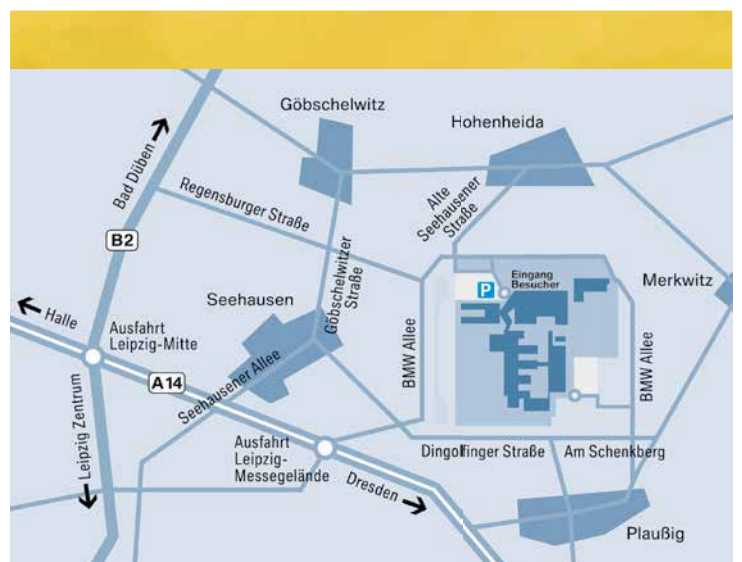 Göbschelwitz
Hohenheida
Bad Düben
Regensburger Straße
Alte
Seehausener
Straße
B2
Göbschelwitzer
Straße
P
Eingang
Besucher
Merkwitz
Seehausen
Halle
Ausfahrt
Leipzig-Mitte
A 14
BMW Allee
BMW Allee
Seehausener Allee
Leipzig Zentrum
Ausfahrt
Leipzig-
Messegelände
Dingolfinger Straße
Am Schenkberg
Dresden
Plaußig